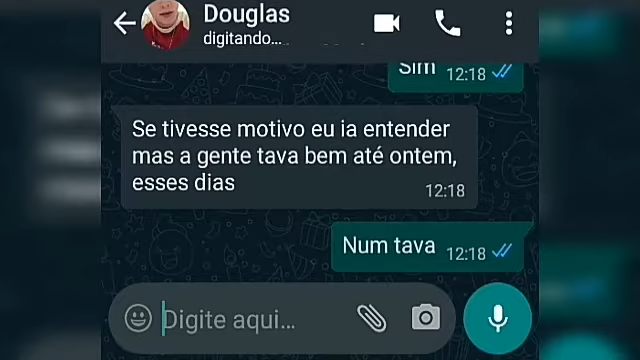 Douglas
digitando...
Sim 12:18
Se tivesse motivo eu ia entender
mas a gente tava bem até ontem,
esses dias 12:18
Num tava 12:18
Digite aqui...